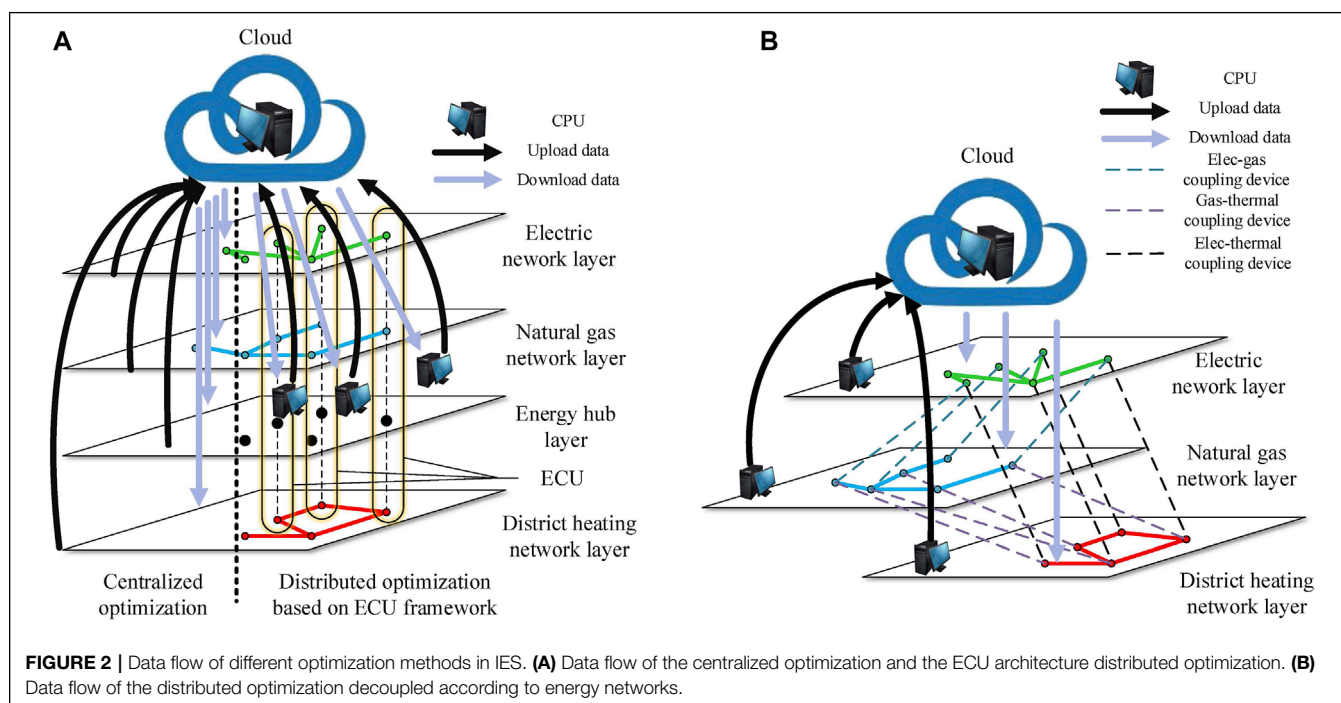 A
Cloud
CPU
Upload data
Download data
Electric
nework layer
Natural gas
network layer
Energy hub
layer
ECU
District heating
network layer
Centralized
optimization
Distributed optimization
based on ECU framework
B
CPU
Upload data
Download data
Elec-gas
coupling device
Gas-thermal
coupling device
Elec-thermal
coupling device
Cloud
Electric
nework layer
Natural gas
network layer
District heating
network layer
FIGURE 2 | Data flow of different optimization methods in IES. (A) Data flow of the centralized optimization and the ECU architecture distributed optimization. (B)
Data flow of the distributed optimization decoupled according to energy networks.